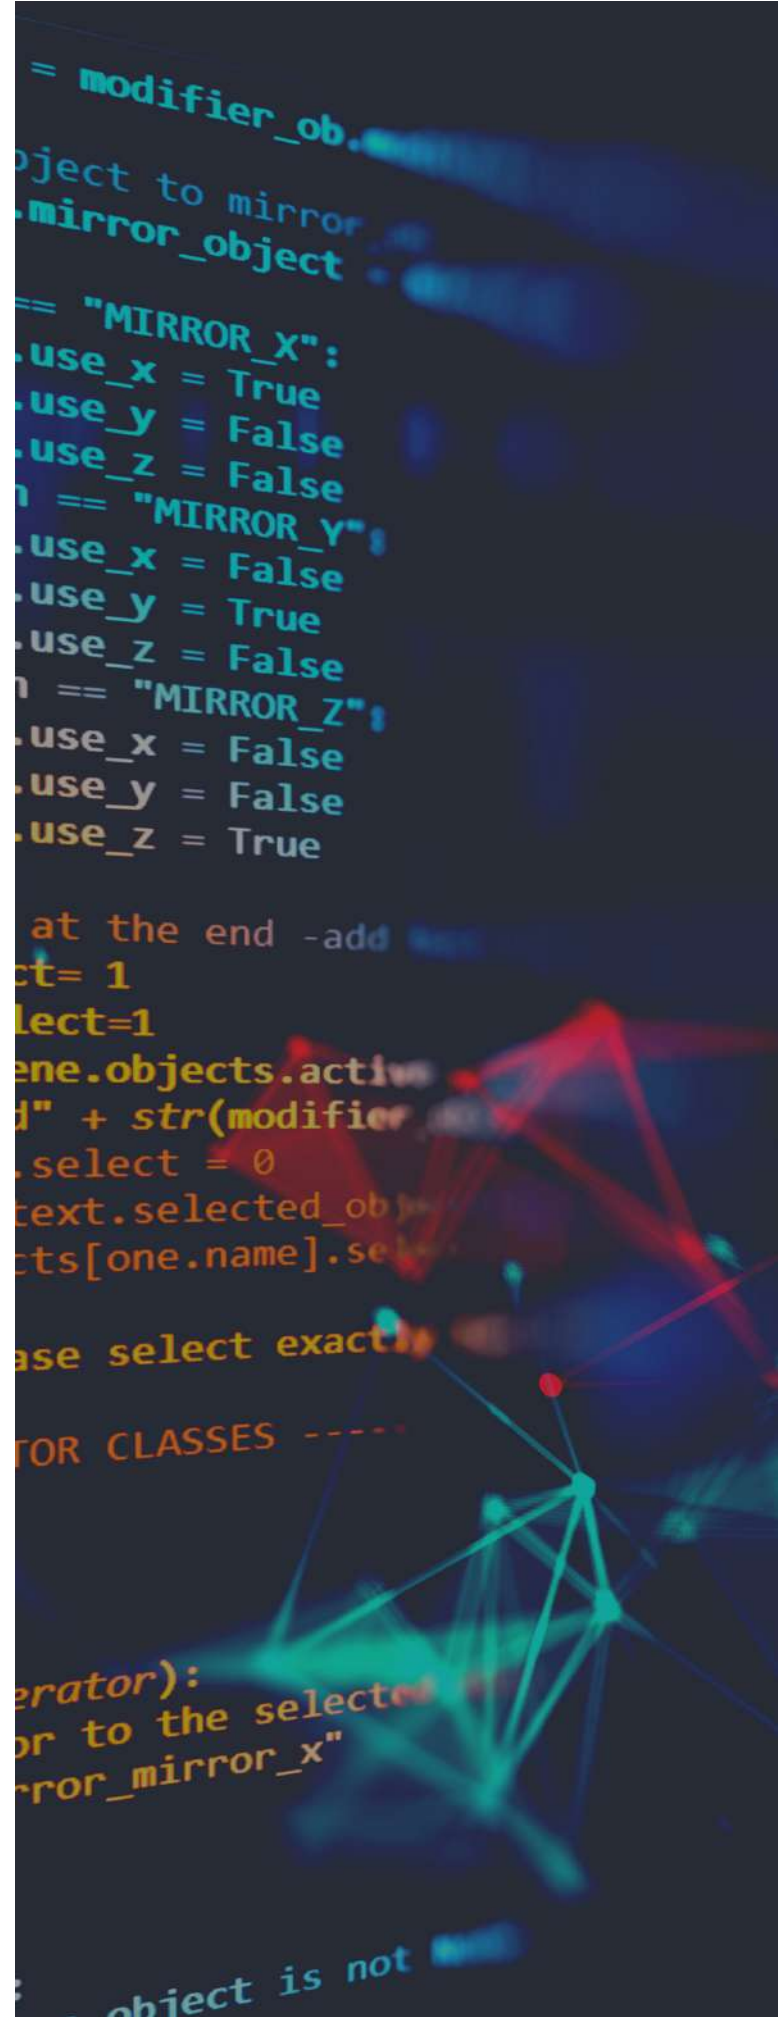 = modifier_ob.
bject to mirror
.mirror_object
== "MIRROR_X":
.use_x = True
.use_y = False
.use_z = False
n == "MIRROR_Y":
.use_x = False
.use_y = True
.use_z = False
n == "MIRROR_Z":
.use_x = False
.use_y = False
.use_z = True
at the end -add
ct= 1
lect=1
ene.objects.active
d" + str(modifier
.select = 0
text.selected_obj
cts[one.name].sel
ase select exactly
TOR CLASSES -----
erator):
or to the selected
rror_mirror_x"
:
object is not